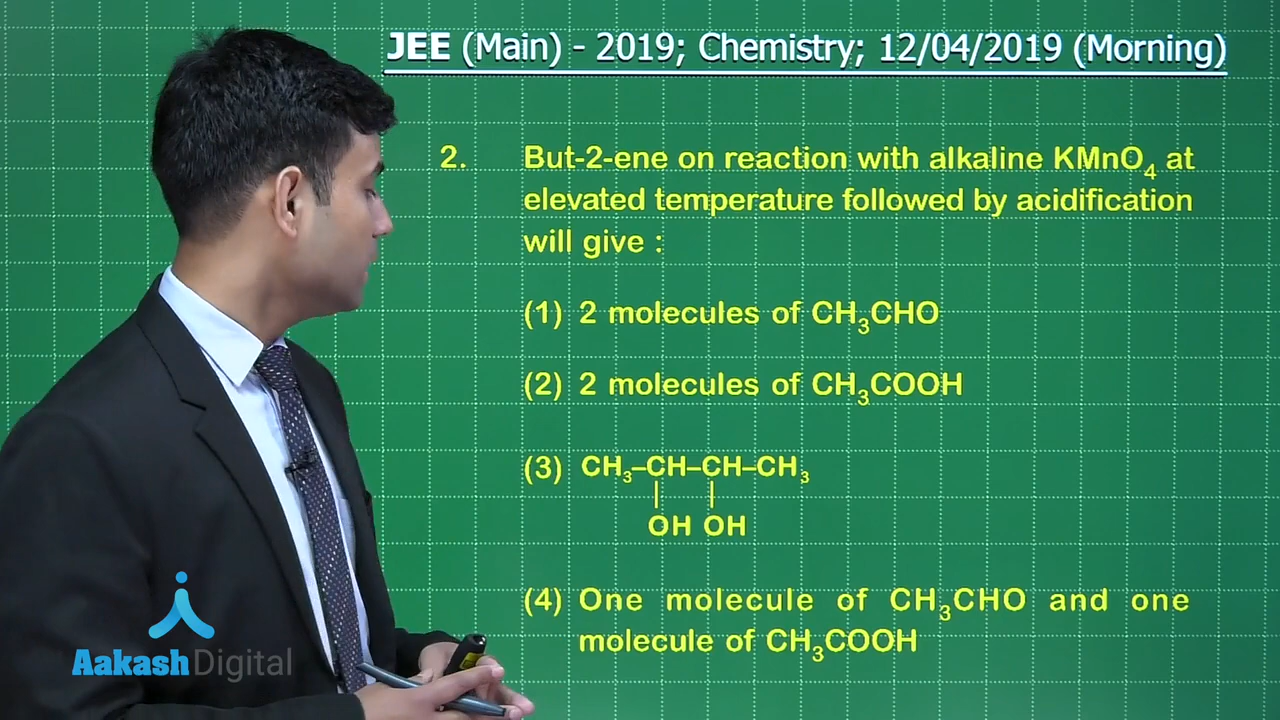 JEE (Main) - 2019; Chemistry; 12/04/2019 (Morning)
2. But-2-ene on reaction with alkaline KMnO₄ at
elevated temperature followed by acidification
will give :
(1) 2 molecules of CH₃CHO
(2) 2 molecules of CH₃COOH
(3) CH₃–CH–CH–CH₃
OH OH
(4) One molecule of CH₃CHO and one
molecule of CH₃COOH
Aakash Digital